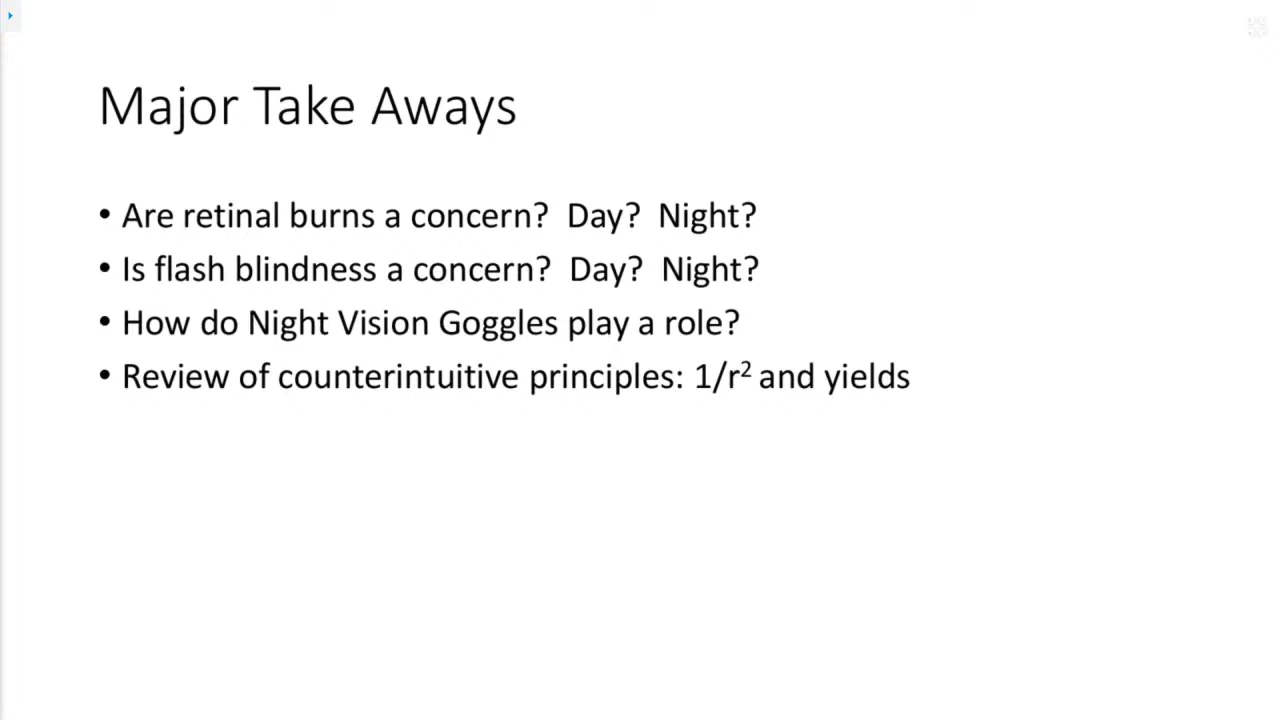 Major Take Aways
• Are retinal burns a concern?  Day?  Night?
• Is flash blindness a concern?  Day?  Night?
• How do Night Vision Goggles play a role?
• Review of counterintuitive principles: 1/r² and yields